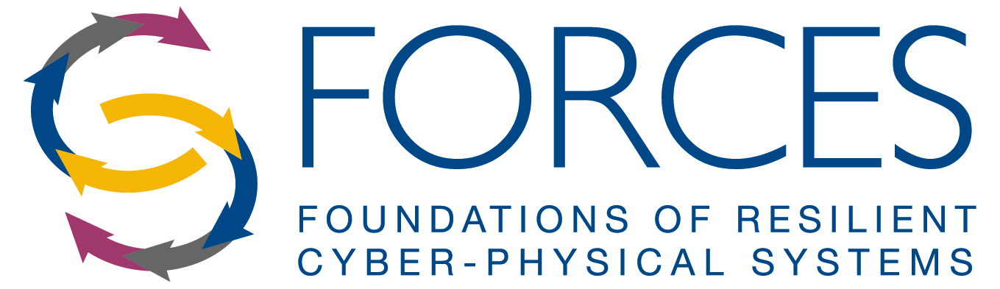 FORCES
FOUNDATIONS OF RESILIENT
CYBER-PHYSICAL SYSTEMS